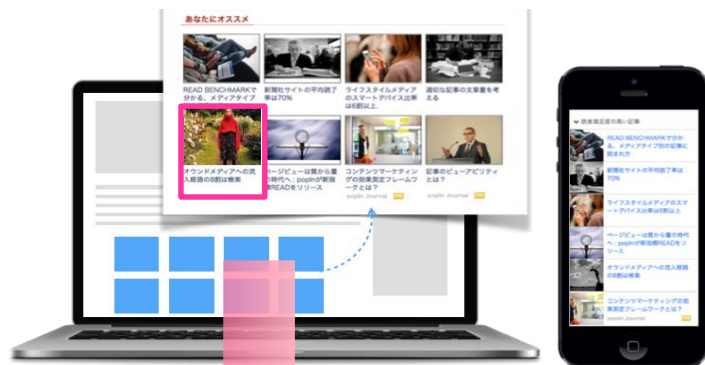 あなたにオススメ
READ BENCHMARKで
分かる、メディアタイプ
新聞社サイトの平均読了
率は70%
ライフスタイルメディア
のスマートデバイス比率
は6割以上
適切な記事の文章量を考
える
オウンドメディアへの流
入経路の8割は検索
ページビューは質から量
の時代へ：popInが新指
標READをリリース
コンテンツマーケティン
グの効果測定フレームワ
ークとは？
popIn Journal
記事のビューアビリティ
とは？
popIn Journal
読者満足度の高い記事
READ BENCHMARKで分か
る、メディアタイプ別の記事に
読まれ方
新聞社サイトの平均読了率は
70%
ライフスタイルメディアのスマ
ートデバイス比率は6割以上
ページビューは質から量の時代
へ：popInが新指標READをリ
リース
オウンドメディアへの流入経路
の8割は検索
コンテンツマーケティングの効
果測定フレームワークとは？
popIn Journal